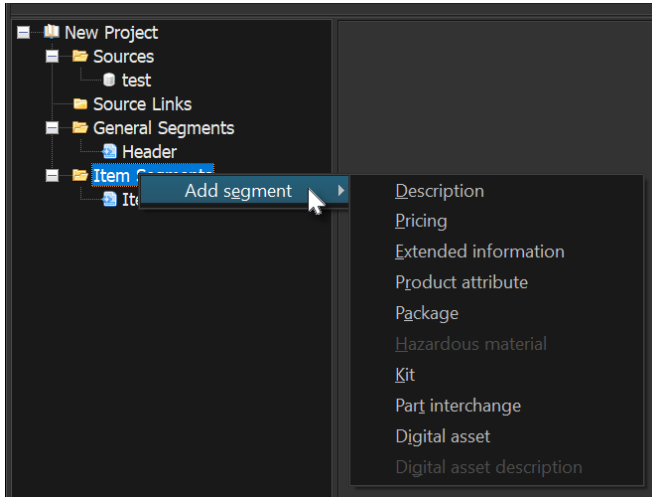 New Project
Sources
test
Source Links
General Segments
Header
Item Segments
Add segment
Description
Pricing
Extended information
Product attribute
Package
Hazardous material
Kit
Part interchange
Digital asset
Digital asset description